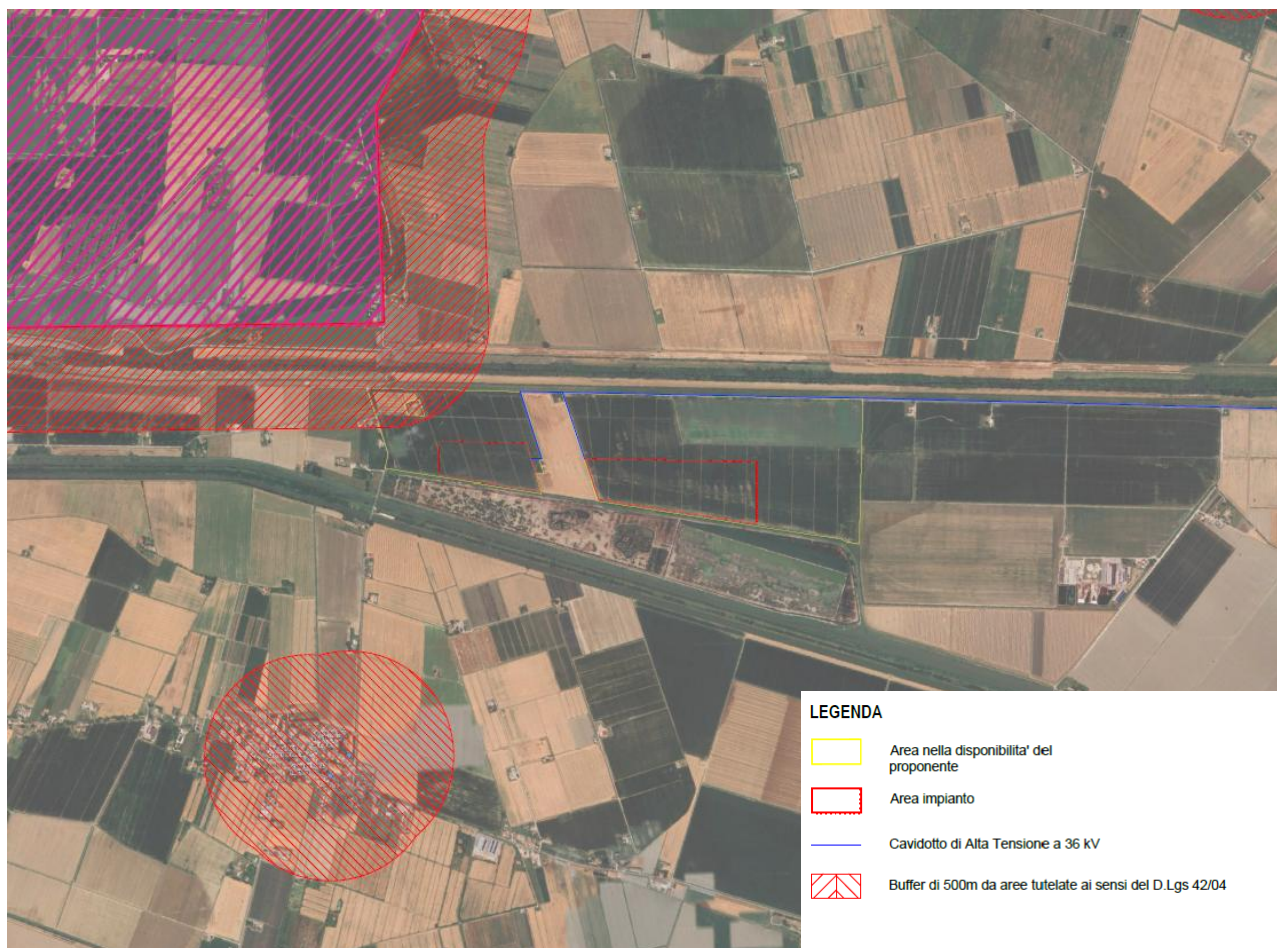 LEGENDA
Area nella disponibilita' del
proponente
Area impianto
Cavidotto di Alta Tensione a 36 kV
Buffer di 500m da aree tutelate ai sensi del D.Lgs 42/04